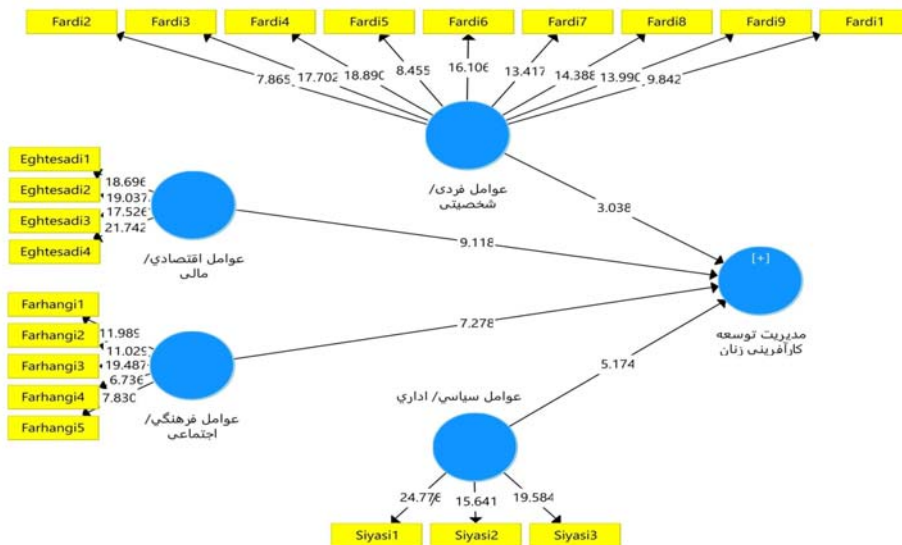 Fardi2 Fardi3 Fardi4 Fardi5 Fardi6 Fardi7 Fardi8 Fardi9 Fardi1
7.865 17.702 18.890 8.455 16.106 13.417 14.388 13.990 9.842
عوامل فردی/
شخصیتی
3.038
Eghtesadi1
Eghtesadi2
Eghtesadi3
Eghtesadi4
18.696
19.037
17.526
21.742
عوامل اقتصادي/
مالی
9.118
[+]
مدیریت توسعه
کارآفرینی زنان
Farhangi1
Farhangi2
Farhangi3
Farhangi4
Farhangi5
11.989
11.029
19.487
6.736
7.830
عوامل فرهنگي/
اجتماعی
7.278
5.174
عوامل سیاسي/ اداري
24.776 15.641 19.584
Siyasi1 Siyasi2 Siyasi3